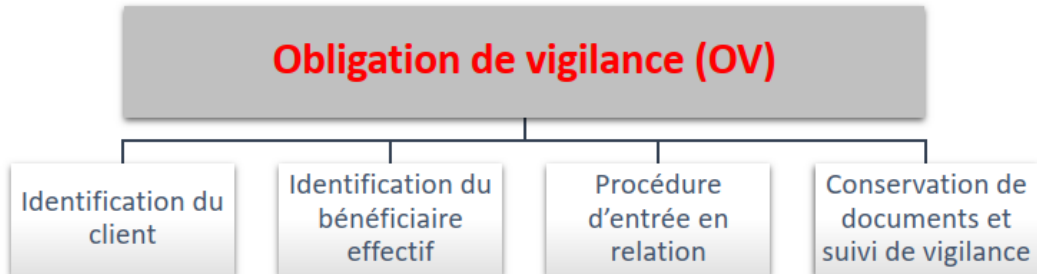 Obligation de vigilance (OV)
Identification du
client
Identification du
bénéficiaire
effectif
Procédure
d'entrée en
relation
Conservation de
documents et
suivi de vigilance